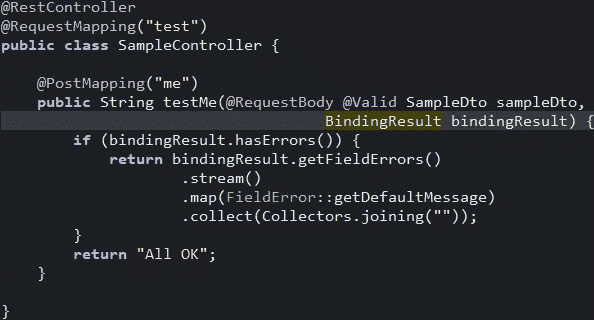 @RestController
@RequestMapping("test")
public class SampleController {
@PostMapping("me")
public String testMe(@RequestBody @Valid SampleDto sampleDto,
BindingResult bindingResult) {
if (bindingResult.hasErrors()) {
return bindingResult.getFieldErrors()
.stream()
.map(FieldError::getDefaultMessage)
.collect(Collectors.joining(""));
}
return "All OK";
}
}